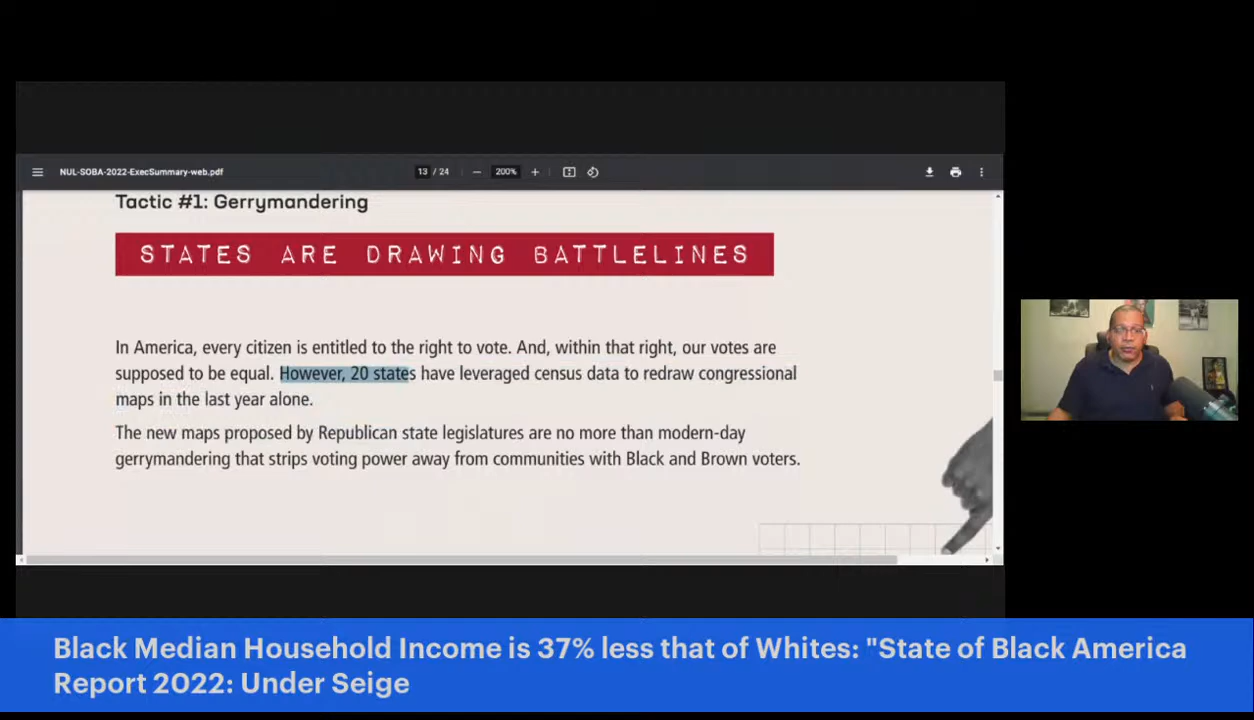 NUL-SOBA-2022-ExecSummary-web.pdf
13 / 24
200%
Tactic #1: Gerrymandering
STATES ARE DRAWING BATTLELINES
In America, every citizen is entitled to the right to vote. And, within that right, our votes are
supposed to be equal. However, 20 states have leveraged census data to redraw congressional
maps in the last year alone.
The new maps proposed by Republican state legislatures are no more than modern-day
gerrymandering that strips voting power away from communities with Black and Brown voters.
Black Median Household Income is 37% less that of Whites: "State of Black America
Report 2022: Under Seige